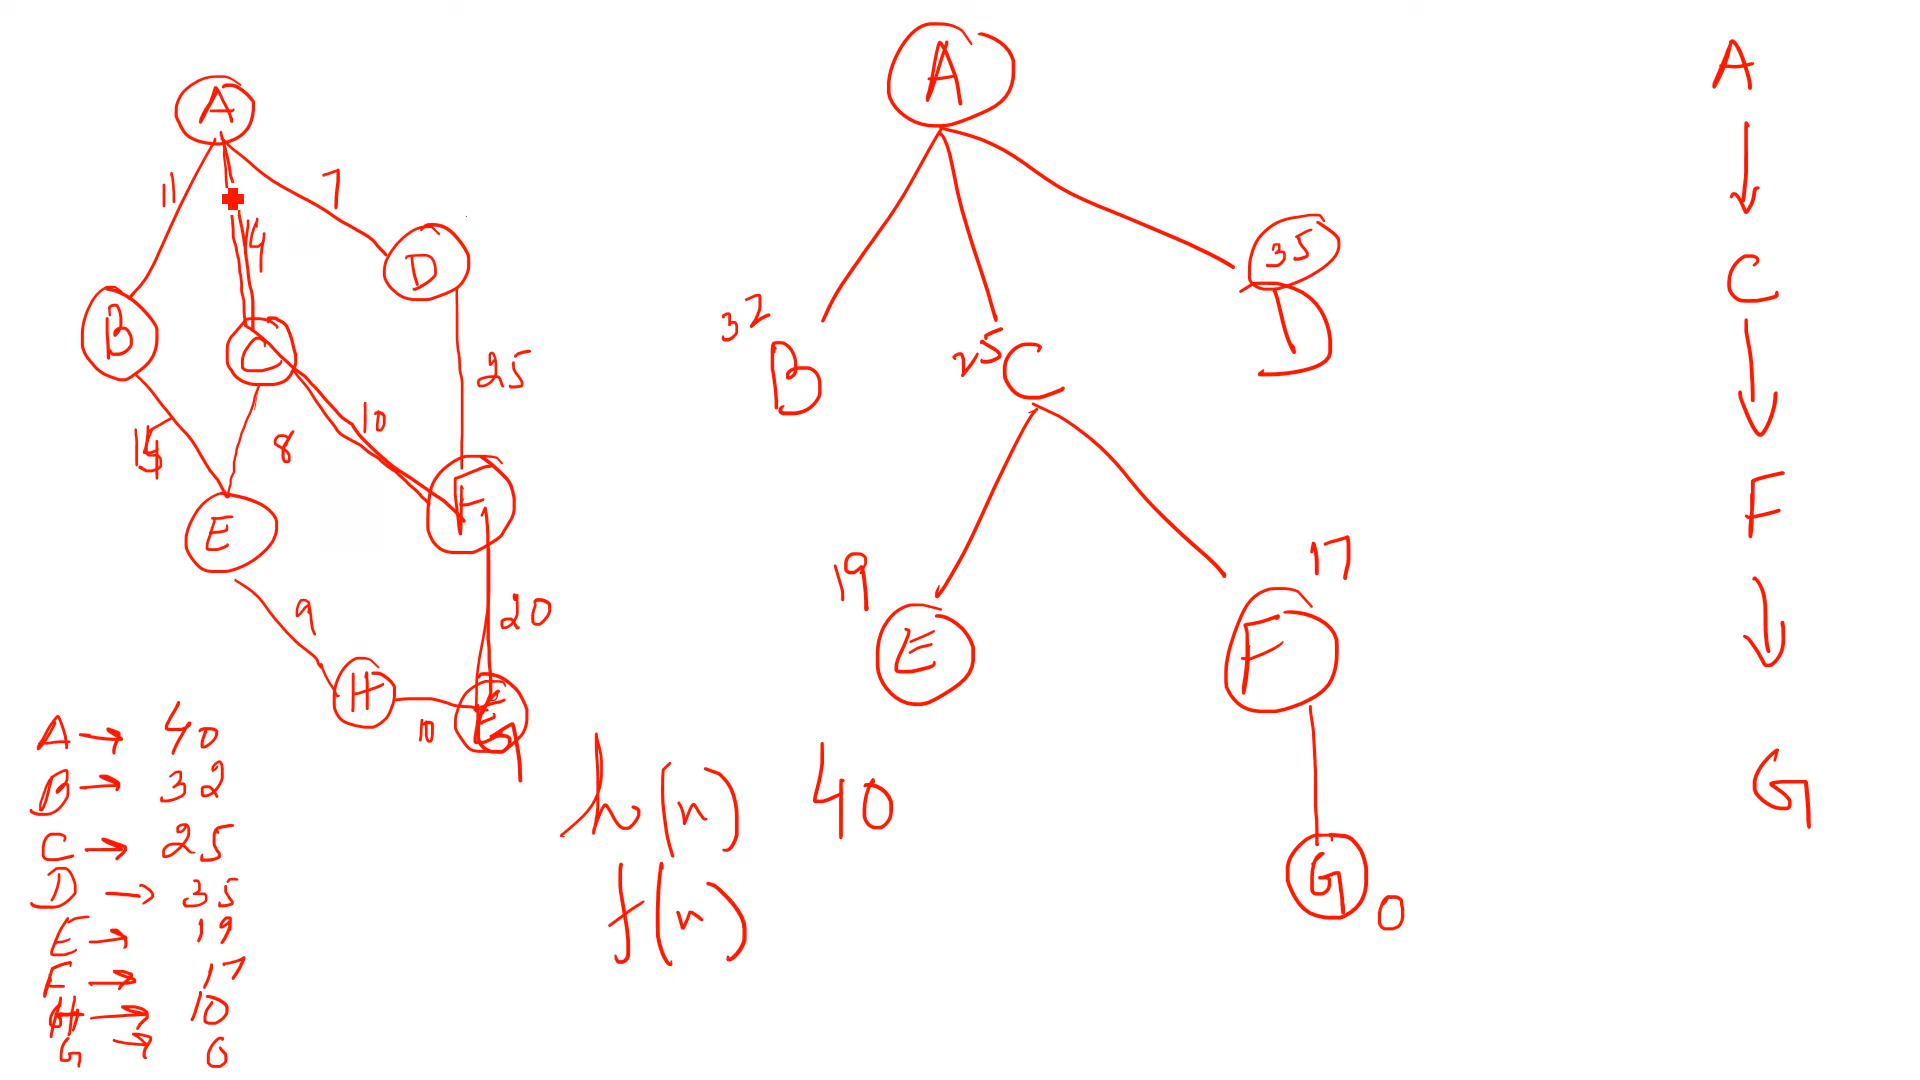 A
11
14
7
B
C
D
10
25
8
E
F
9
20
H
10
G
A → 40
B → 32
C → 25
D → 35
E → 19
F → 17
H → 10
G → 0
h(n) 40
f(n)
A
32
B
25
C
35
D
19
E
17
F
G
0
A
C
F
G